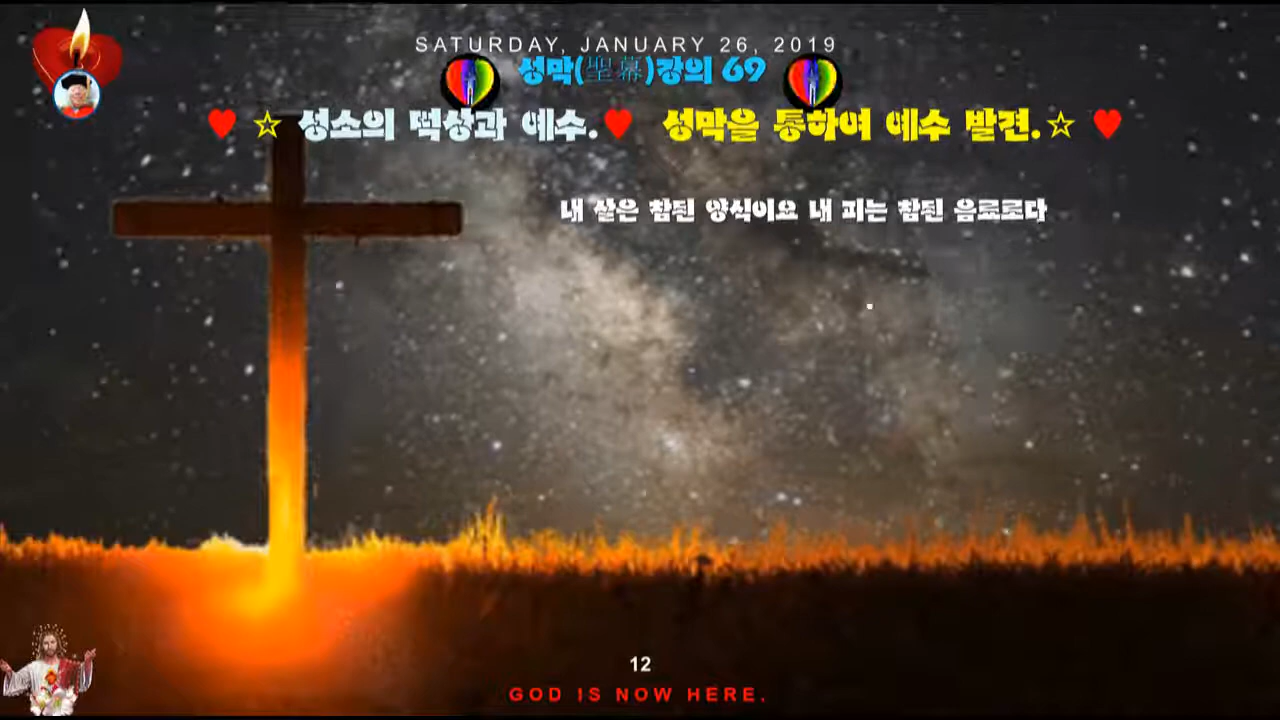 SATURDAY, JANUARY 26, 2019
성막(聖幕)강의 69
♥ ☆ 성소의 떡상과 예수.♥ 성막을 통하여 예수 발견.☆ ♥
내 살은 참된 양식이요 내 피는 참된 음료로다
12
GOD IS NOW HERE.